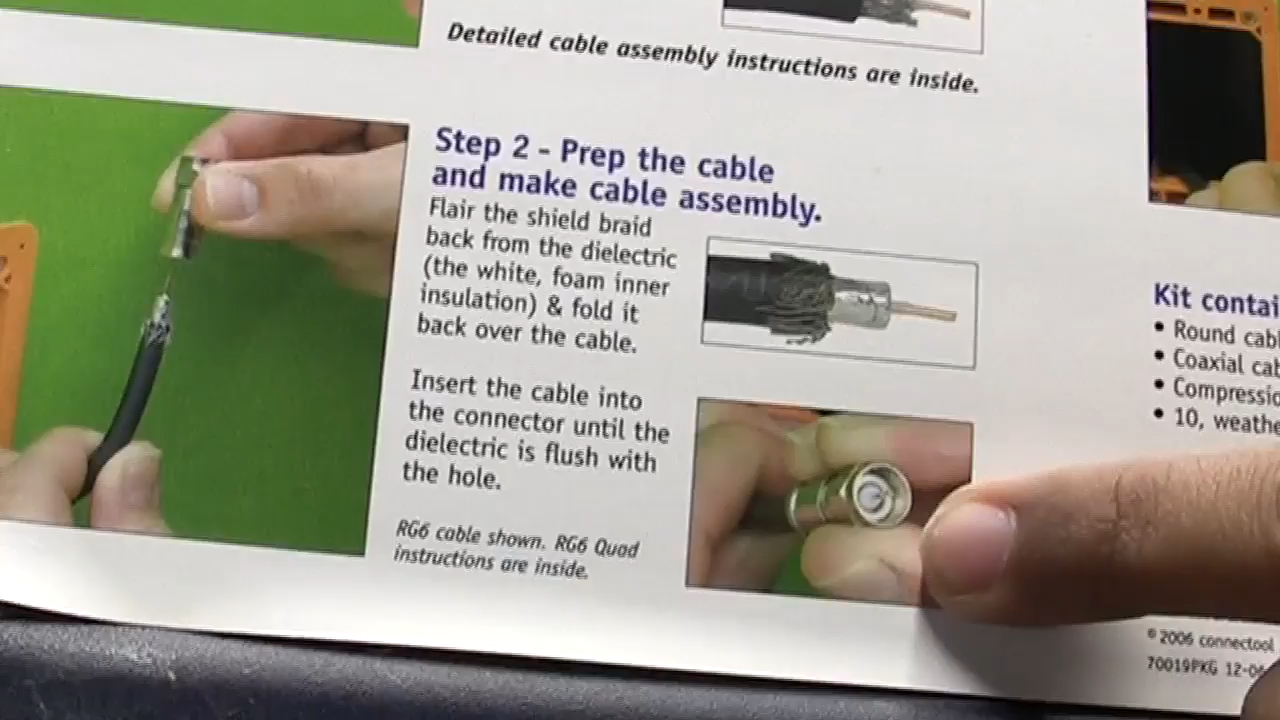 Detailed cable assembly instructions are inside.
Step 2 - Prep the cable
and make cable assembly.
Flair the shield braid
back from the dielectric
(the white, foam inner
insulation) & fold it
back over the cable.
Insert the cable into
the connector until the
dielectric is flush with
the hole.
RG6 cable shown. RG6 Quad
instructions are inside.
Kit contai
• Round cabl
• Coaxial cab
• Compressio
• 10, weathe
© 2006 connectool
70019PKG 12-06